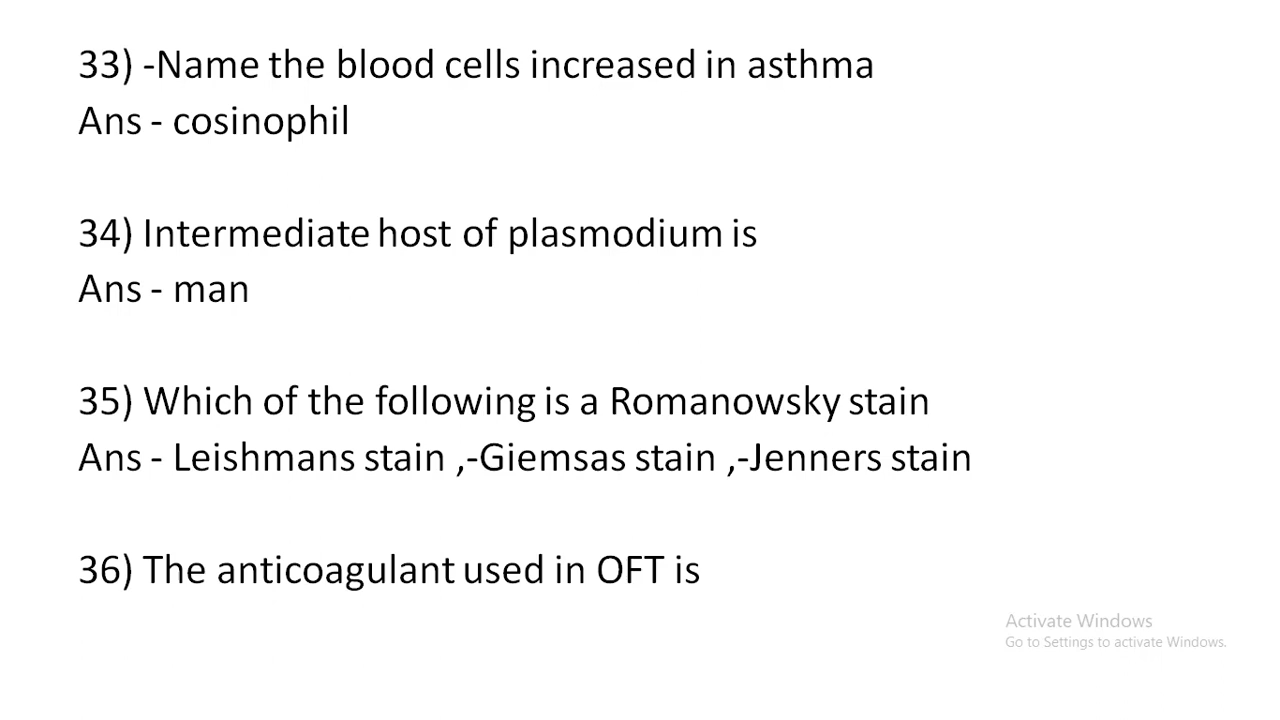 33) -Name the blood cells increased in asthma
Ans - cosinophil
34) Intermediate host of plasmodium is
Ans - man
35) Which of the following is a Romanowsky stain
Ans - Leishmans stain ,-Giemsas stain ,-Jenners stain
36) The anticoagulant used in OFT is
Activate Windows
Go to Settings to activate Windows.